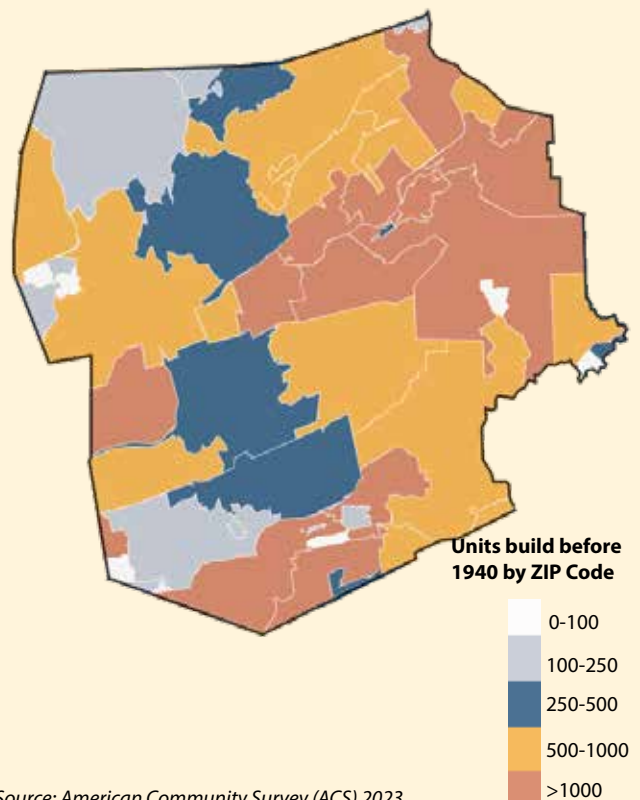 Units build before
1940 by ZIP Code
0-100
100-250
250-500
500-1000
>1000
Source: American Community Survey (ACS) 2023